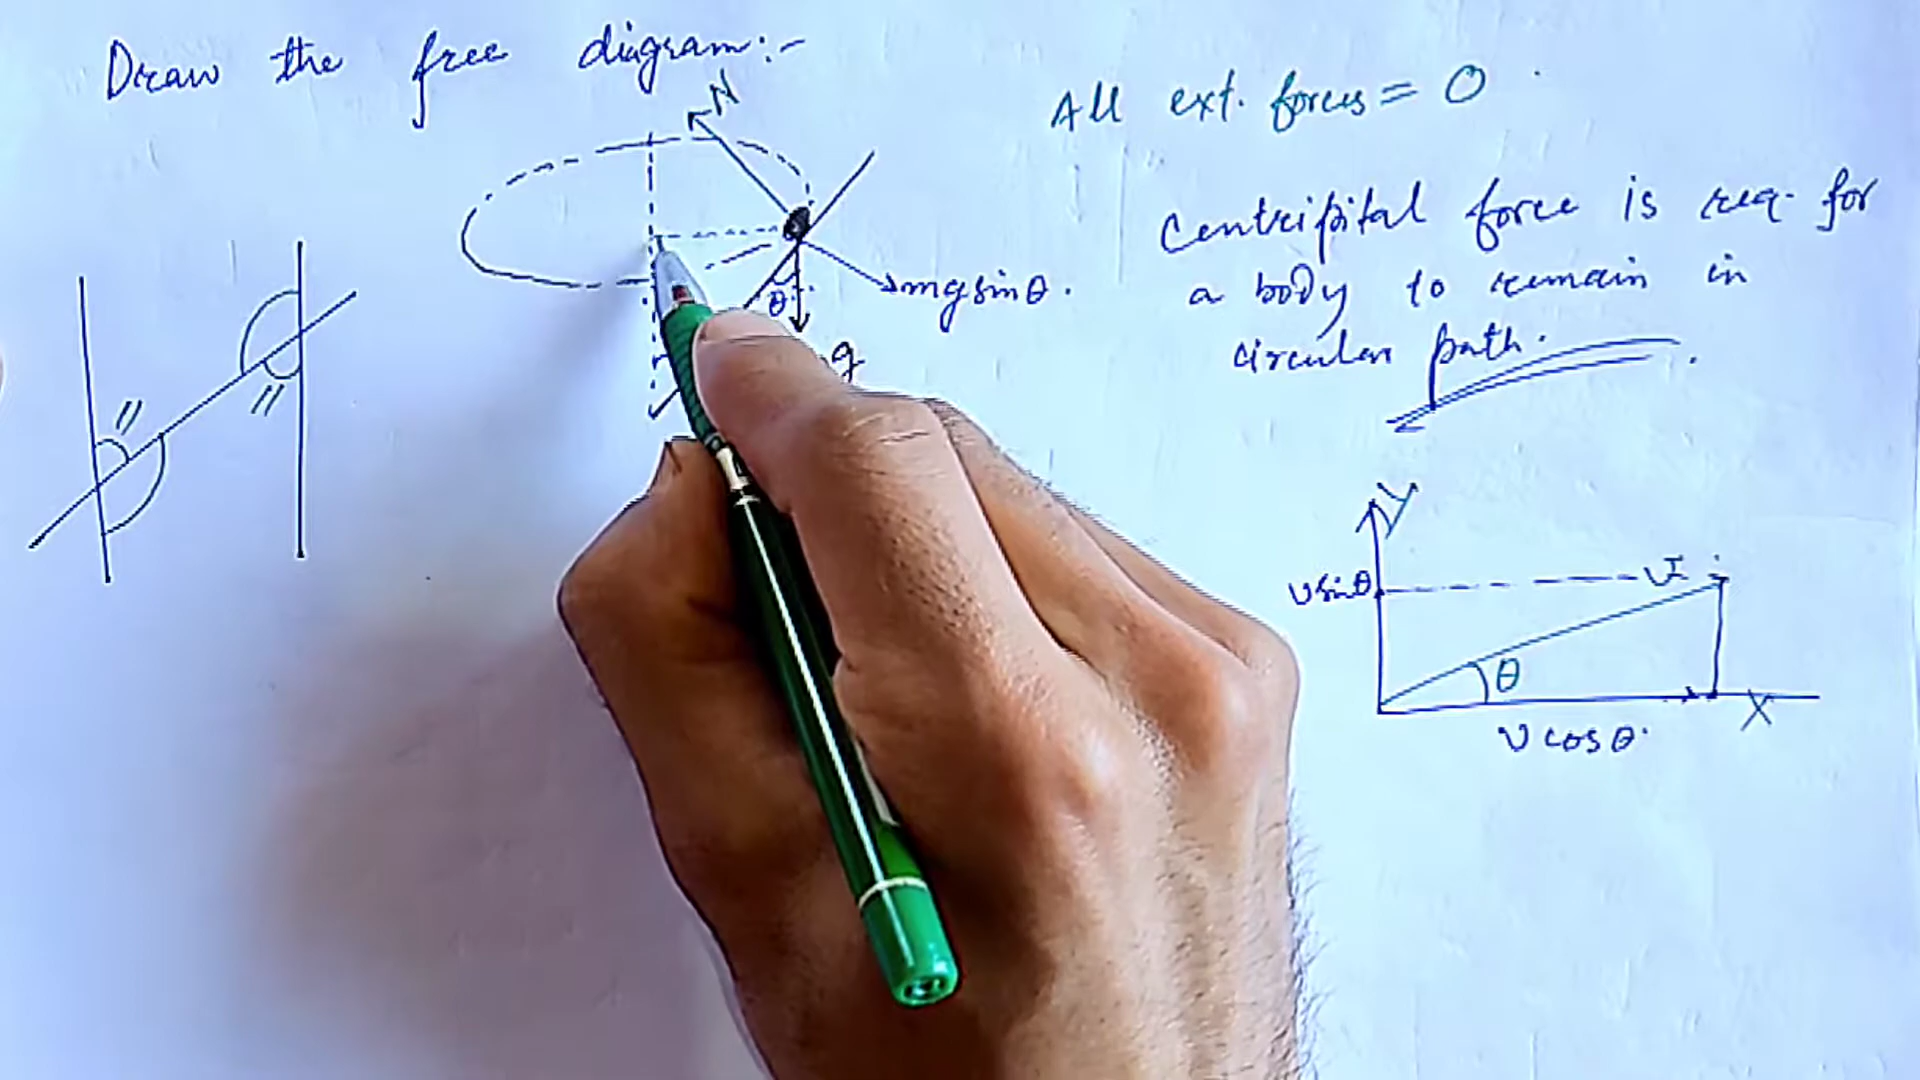 Draw the free diagram:-
N
θ
mg sinθ.
g
All ext. forces = 0
Centripital force is req. for
a body to remain in
circular path.
Y
v sinθ
θ
X
v cosθ.